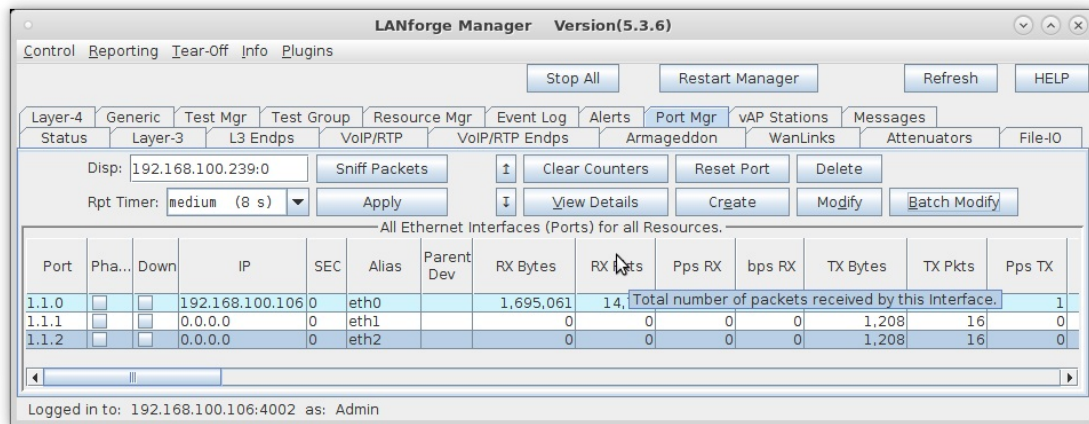 LANforge Manager Version(5.3.6)
Control Reporting Tear-Off Info Plugins
Stop All Restart Manager Refresh HELP
Layer-4 Generic Test Mgr Test Group Resource Mgr Event Log Alerts Port Mgr vAP Stations Messages
Status Layer-3 L3 Endps VoIP/RTP VoIP/RTP Endps Armageddon WanLinks Attenuators File-IO
Disp: 192.168.100.239:0 Sniff Packets ↑ Clear Counters Reset Port Delete
Rpt Timer: medium (8 s) Apply ↓ View Details Create Modify Batch Modify
All Ethernet Interfaces (Ports) for all Resources.
Port Pha... Down IP SEC Alias Parent Dev RX Bytes RX Pkts Pps RX bps RX TX Bytes TX Pkts Pps TX
1.1.0 192.168.100.106 0 eth0 1,695,061 1
Total number of packets received by this Interface.
1.1.1 0.0.0.0 0 eth1 0 0 0 0 1,208 16 0
1.1.2 0.0.0.0 0 eth2 0 0 0 0 1,208 16 0
Logged in to: 192.168.100.106:4002 as: Admin